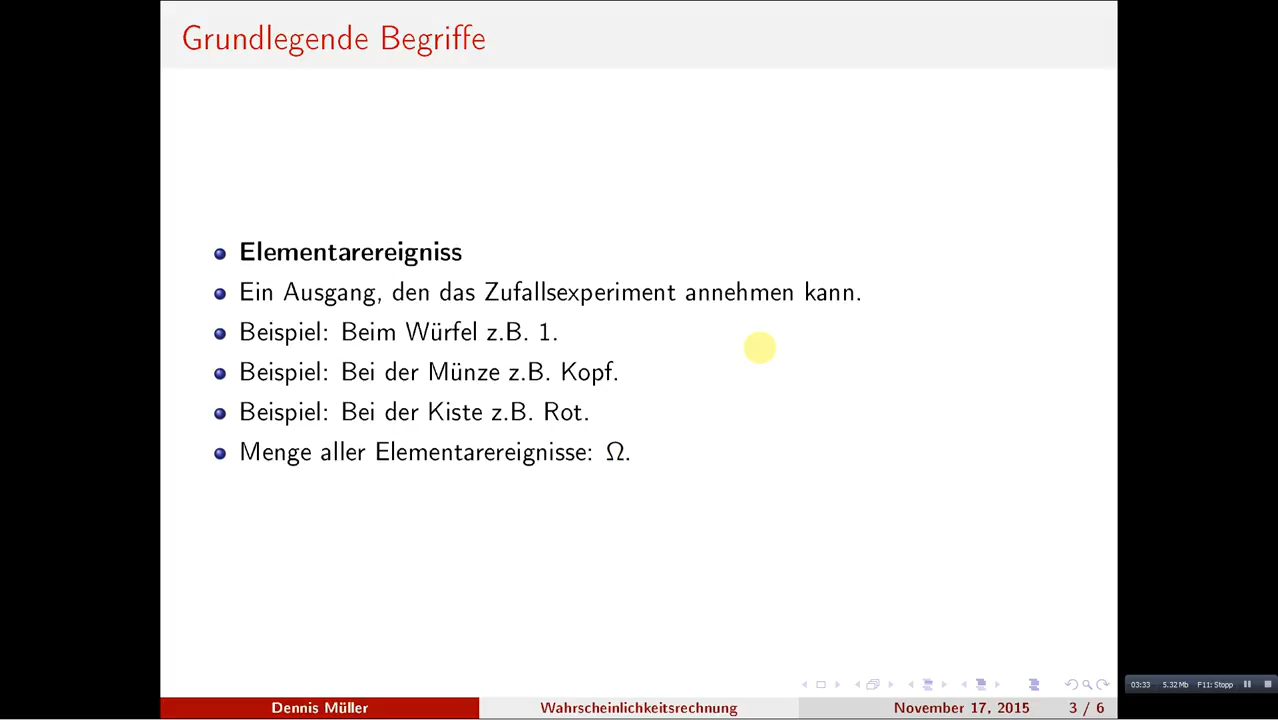 Grundlegende Begriffe
Elementarereigniss
Ein Ausgang, den das Zufallsexperiment annehmen kann.
Beispiel: Beim Würfel z.B. 1.
Beispiel: Bei der Münze z.B. Kopf.
Beispiel: Bei der Kiste z.B. Rot.
Menge aller Elementarereignisse: Ω.
Dennis Müller Wahrscheinlichkeitsrechnung November 17, 2015 3 / 6
03:33 5.32 Mb F11: Stopp